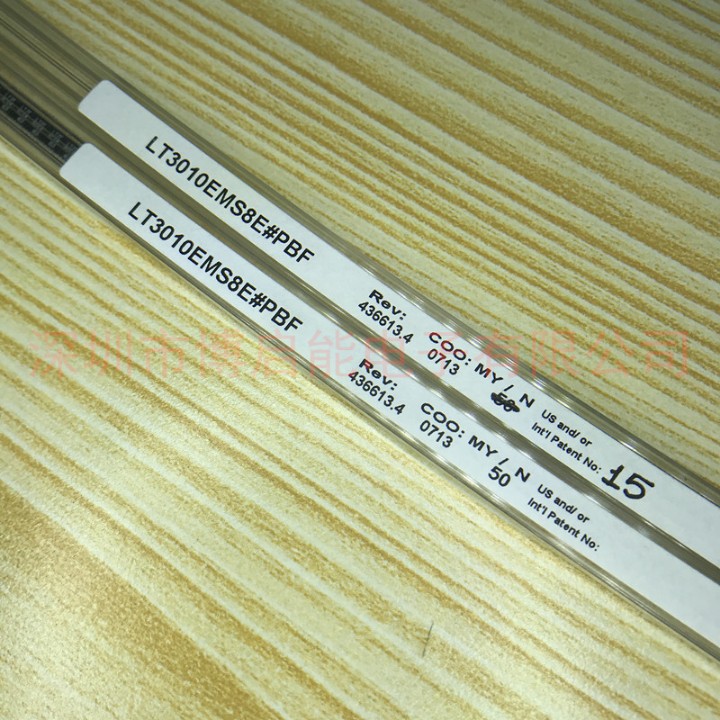 LT3010EMS8E#PBF
Rev:
436613.4
COO: MY / N
0713
50
US and/ or
Int'l Patent No:
15
LT3010EMS8E#PBF
Rev:
436613.4
COO: MY / N
0713
50
US and/ or
Int'l Patent No:
深圳市博启能电子有限公司